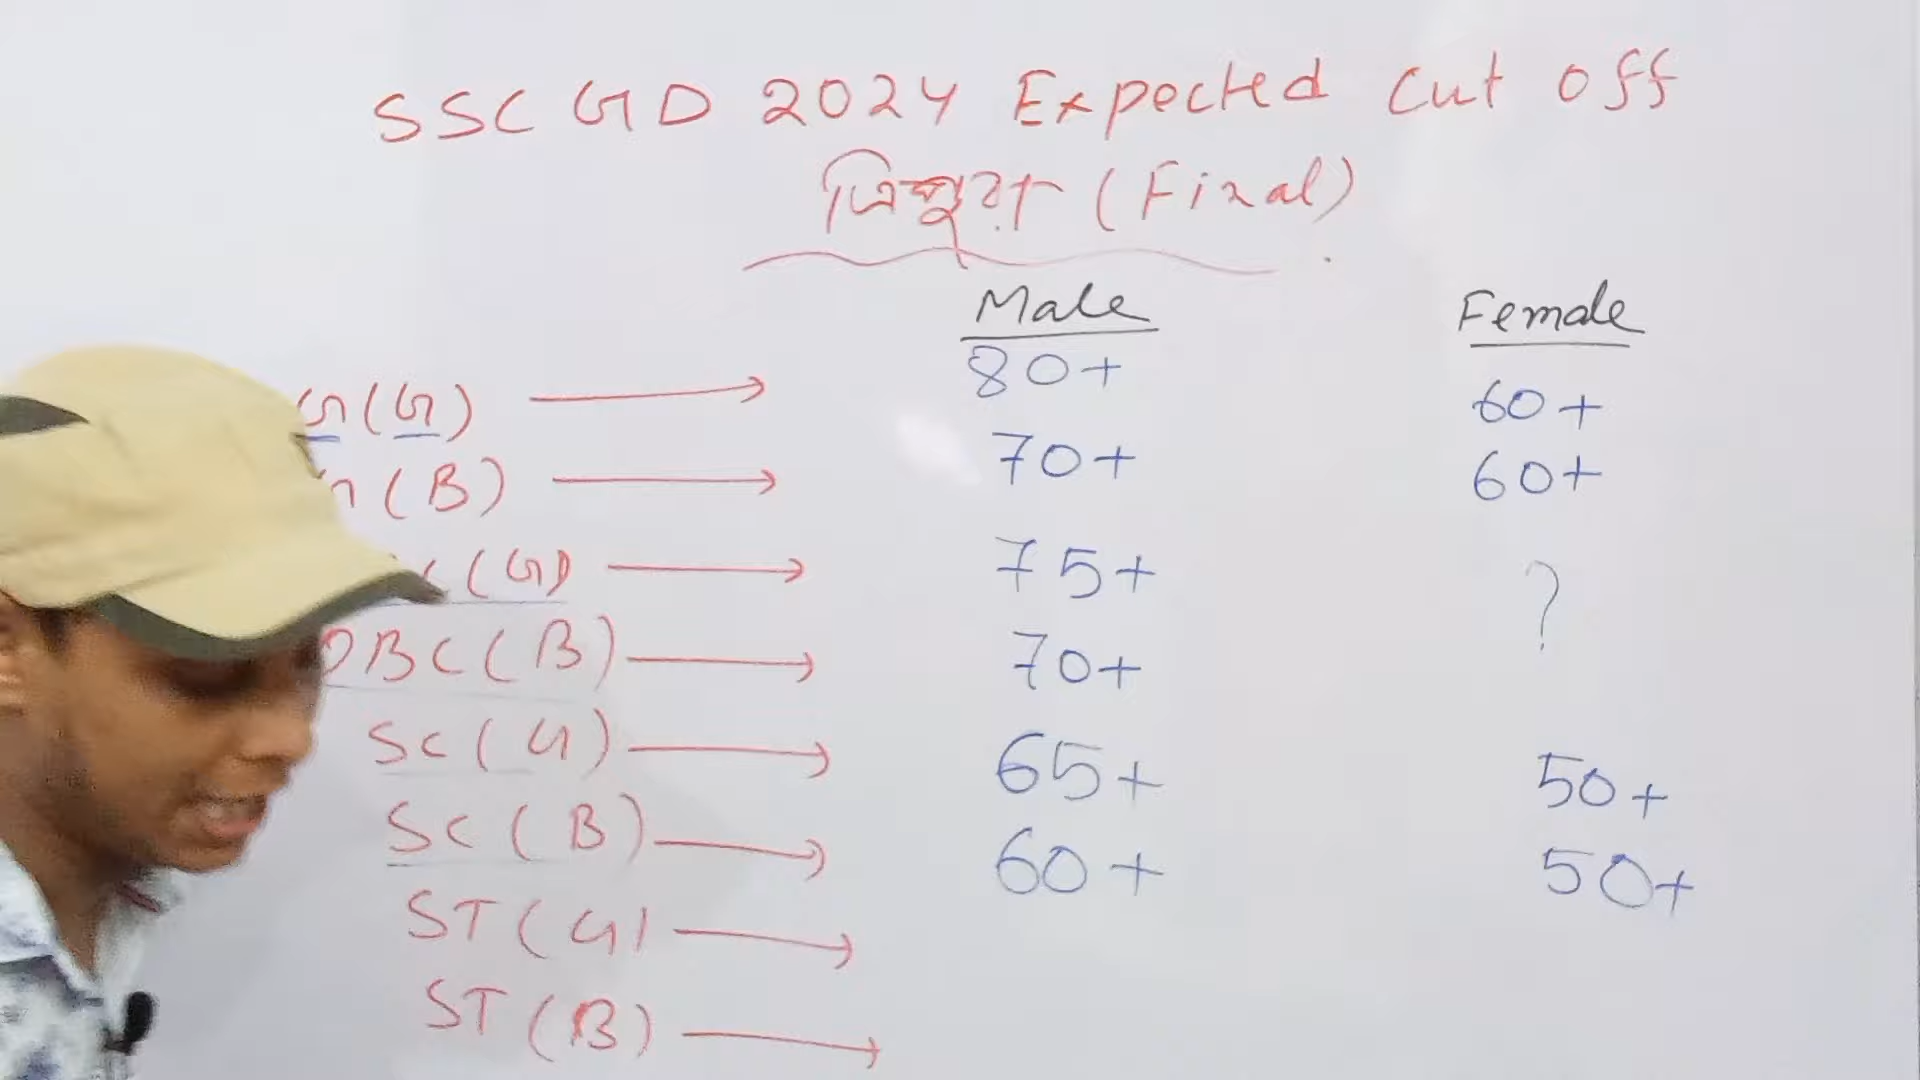 SSC GD 2024 Expected Cut Off
ত্রিপুরা (Final)
Male Female
G(G) → 80+ 60+
(B) → 70+ 60+
(G) → 75+ ?
OBC(B) → 70+
SC(G) → 65+ 50+
SC(B) → 60+ 50+
ST(G) →
ST(B) →